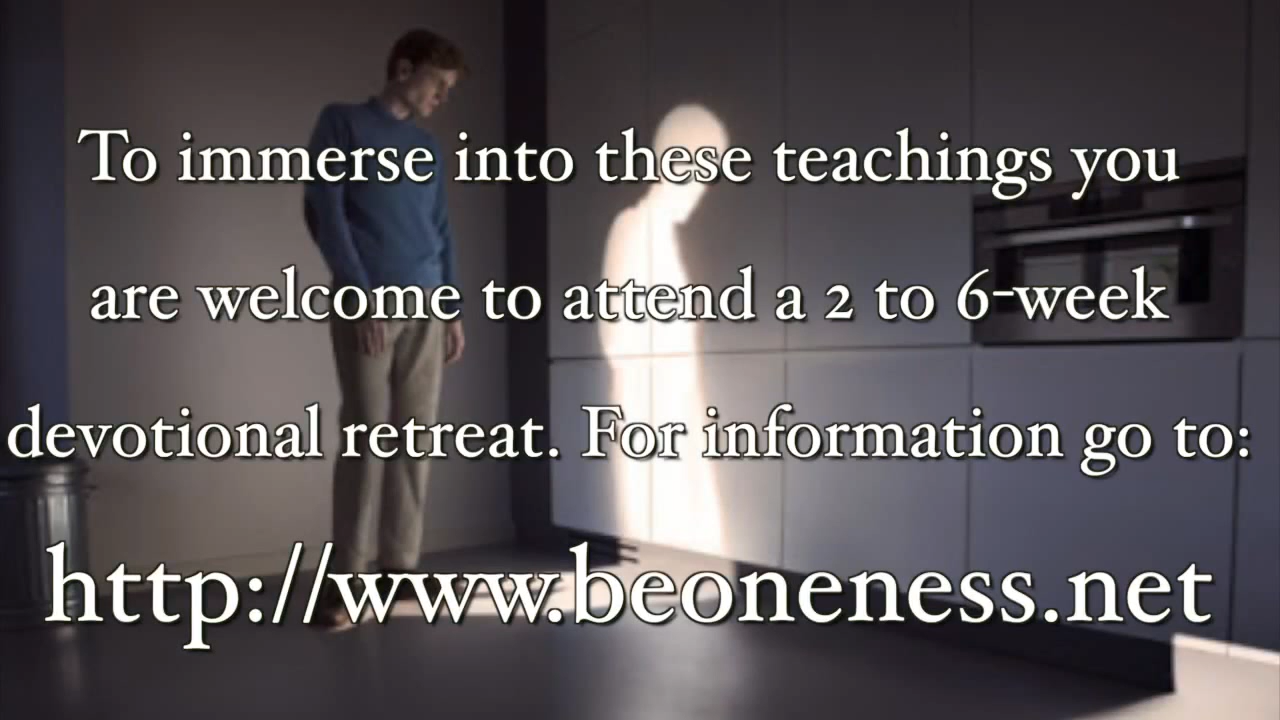 To immerse into these teachings you
are welcome to attend a 2 to 6-week
devotional retreat. For information go to:
http://www.beoneness.net